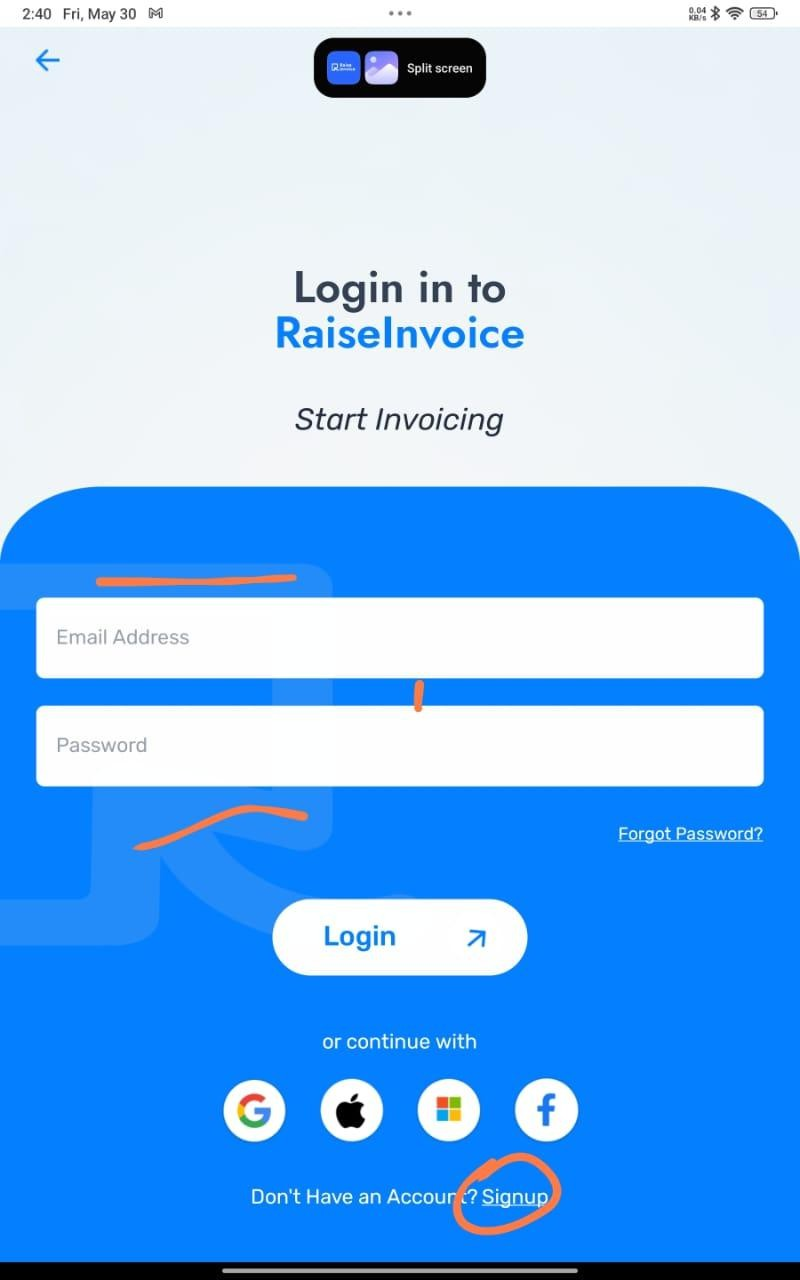 2:40 Fri, May 30
0.04
KB/s
54
Split screen
Login in to
RaiseInvoice
Start Invoicing
Email Address
Password
Forgot Password?
Login
or continue with
Don't Have an Account? Signup